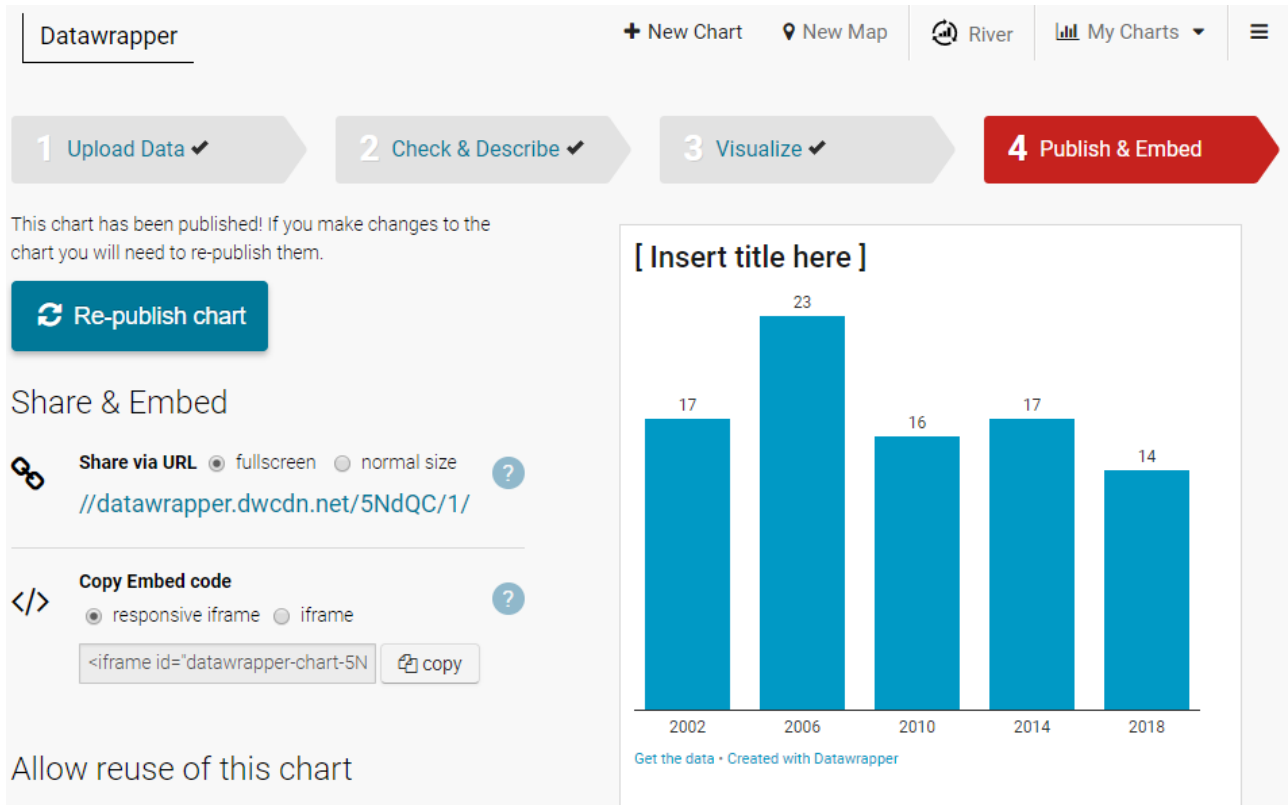 Datawrapper
New Chart
New Map
River
My Charts
1 Upload Data
2 Check & Describe
3 Visualize
4 Publish & Embed
This chart has been published! If you make changes to the
chart you will need to re-publish them.
Re-publish chart
Share & Embed
Share via URL fullscreen normal size ?
//datawrapper.dwcdn.net/5NdQC/1/
Copy Embed code
</> responsive iframe iframe ?
<iframe id="datawrapper-chart-5N copy
Allow reuse of this chart
[ Insert title here ]
23
17 17
16
14
2002 2006 2010 2014 2018
Get the data • Created with Datawrapper